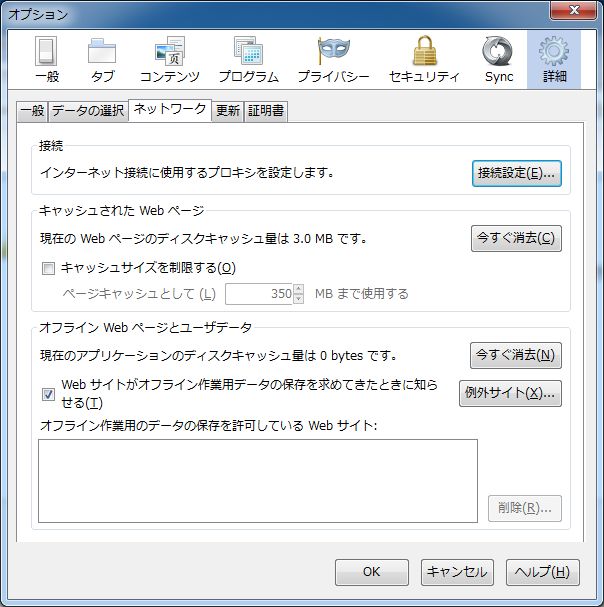 オプション
一般 タブ コンテンツ プログラム プライバシー セキュリティ Sync 詳細
一般 データの選択 ネットワーク 更新 証明書
接続
インターネット接続に使用するプロキシを設定します。 接続設定(E)...
キャッシュされた Web ページ
現在の Web ページのディスクキャッシュ量は 3.0 MB です。 今すぐ消去(C)
キャッシュサイズを制限する(O)
ページキャッシュとして (L) 350 MB まで使用する
オフライン Web ページとユーザデータ
現在のアプリケーションのディスクキャッシュ量は 0 bytes です。 今すぐ消去(N)
Web サイトがオフライン作業用データの保存を求めてきたときに知ら
せる(T) 例外サイト(X)...
オフライン作業用のデータの保存を許可している Web サイト:
削除(R)...
OK キャンセル ヘルプ(H)